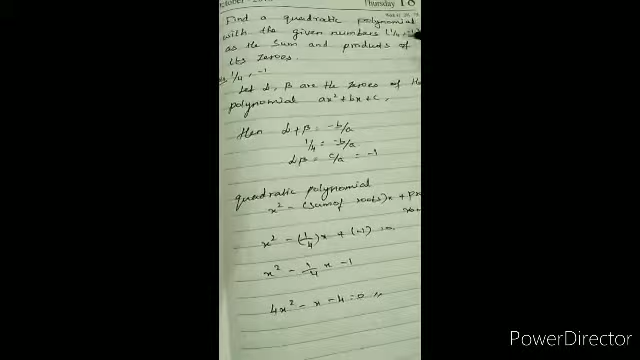 October
Thursday 18
Find a quadratic polynomial
with the given numbers (1/4, -1)
as the sum and product of
its zeroes.
1/4, -1
Let α, β are the zeroes of the
polynomial ax² + bx + c,
then α + β = -b/a
1/4 = -b/a
αβ = c/a = -1
quadratic polynomial
x² - (sum of roots)x +
x² - (1/4)x + (-1) = 0
x² - 1/4 x - 1
4x² - x - 4 = 0 //
PowerDirector